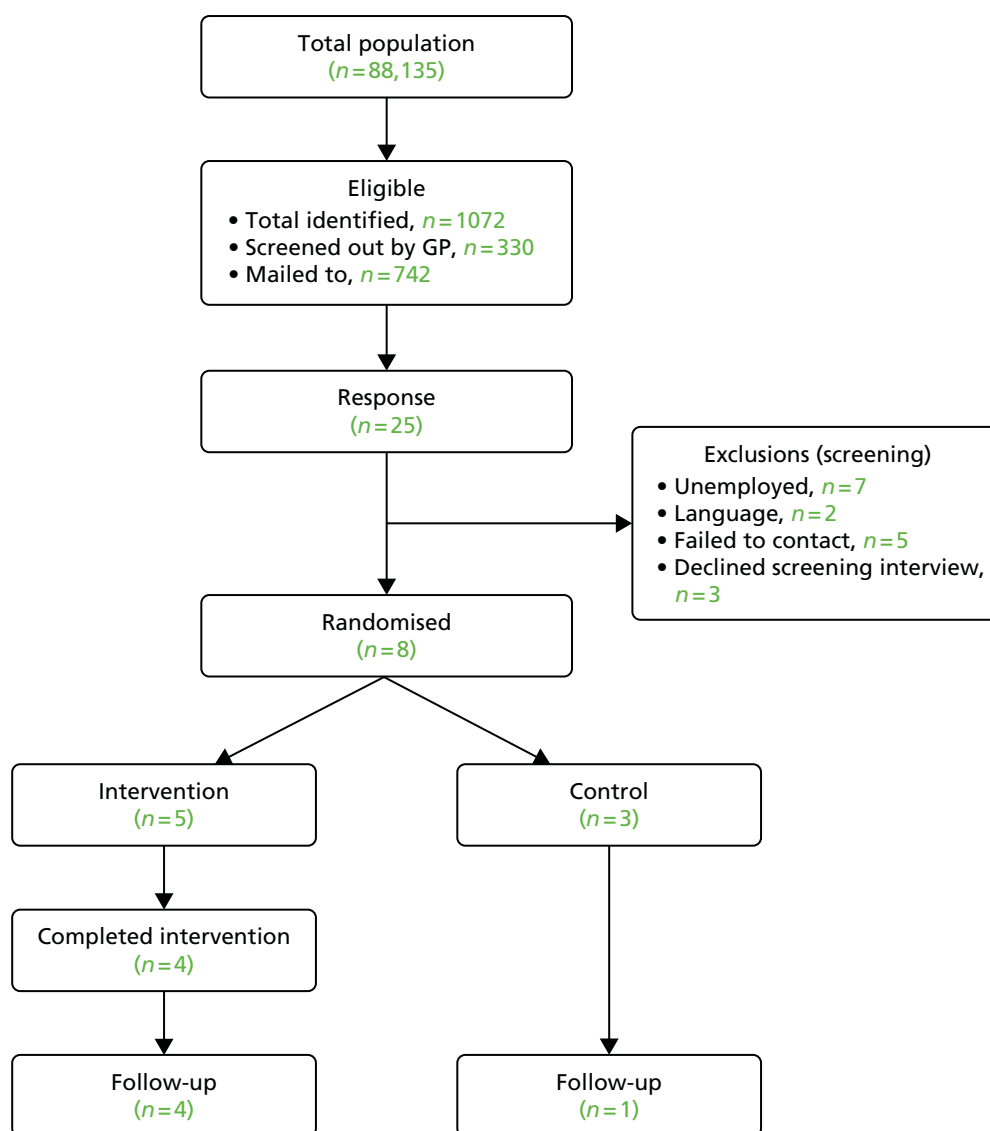 Total population
(n=88,135)
Eligible
• Total identified, n=1072
• Screened out by GP, n=330
• Mailed to, n=742
Response
(n=25)
Exclusions (screening)
• Unemployed, n=7
• Language, n=2
• Failed to contact, n=5
• Declined screening interview,
n=3
Randomised
(n=8)
Intervention
(n=5)
Control
(n=3)
Completed intervention
(n=4)
Follow-up
(n=4)
Follow-up
(n=1)